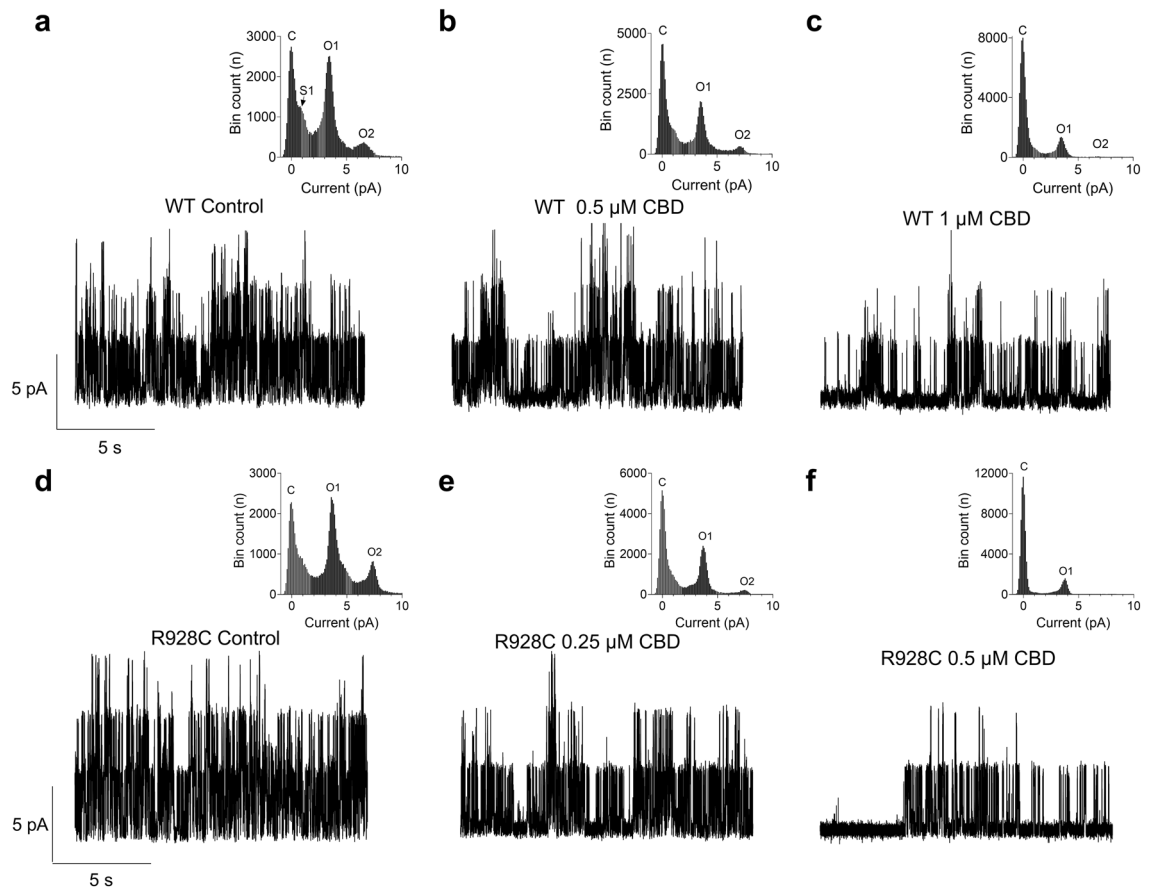 a
C
O1
S1
O2
3000
2000
1000
0
Bin count (n)
0 5 10
Current (pA)
WT Control
5 pA
5 s
b
C
O1
O2
5000
2500
0
Bin count (n)
0 5 10
Current (pA)
WT 0.5 µM CBD
c
C
O1
O2
8000
4000
0
Bin count (n)
0 5 10
Current (pA)
WT 1 µM CBD
d
C
O1
O2
3000
2000
1000
0
Bin count (n)
0 5 10
Current (pA)
R928C Control
5 pA
5 s
e
C
O1
O2
6000
4000
2000
0
Bin count (n)
0 5 10
Current (pA)
R928C 0.25 µM CBD
f
C
O1
12000
8000
4000
0
Bin count (n)
0 5 10
Current (pA)
R928C 0.5 µM CBD